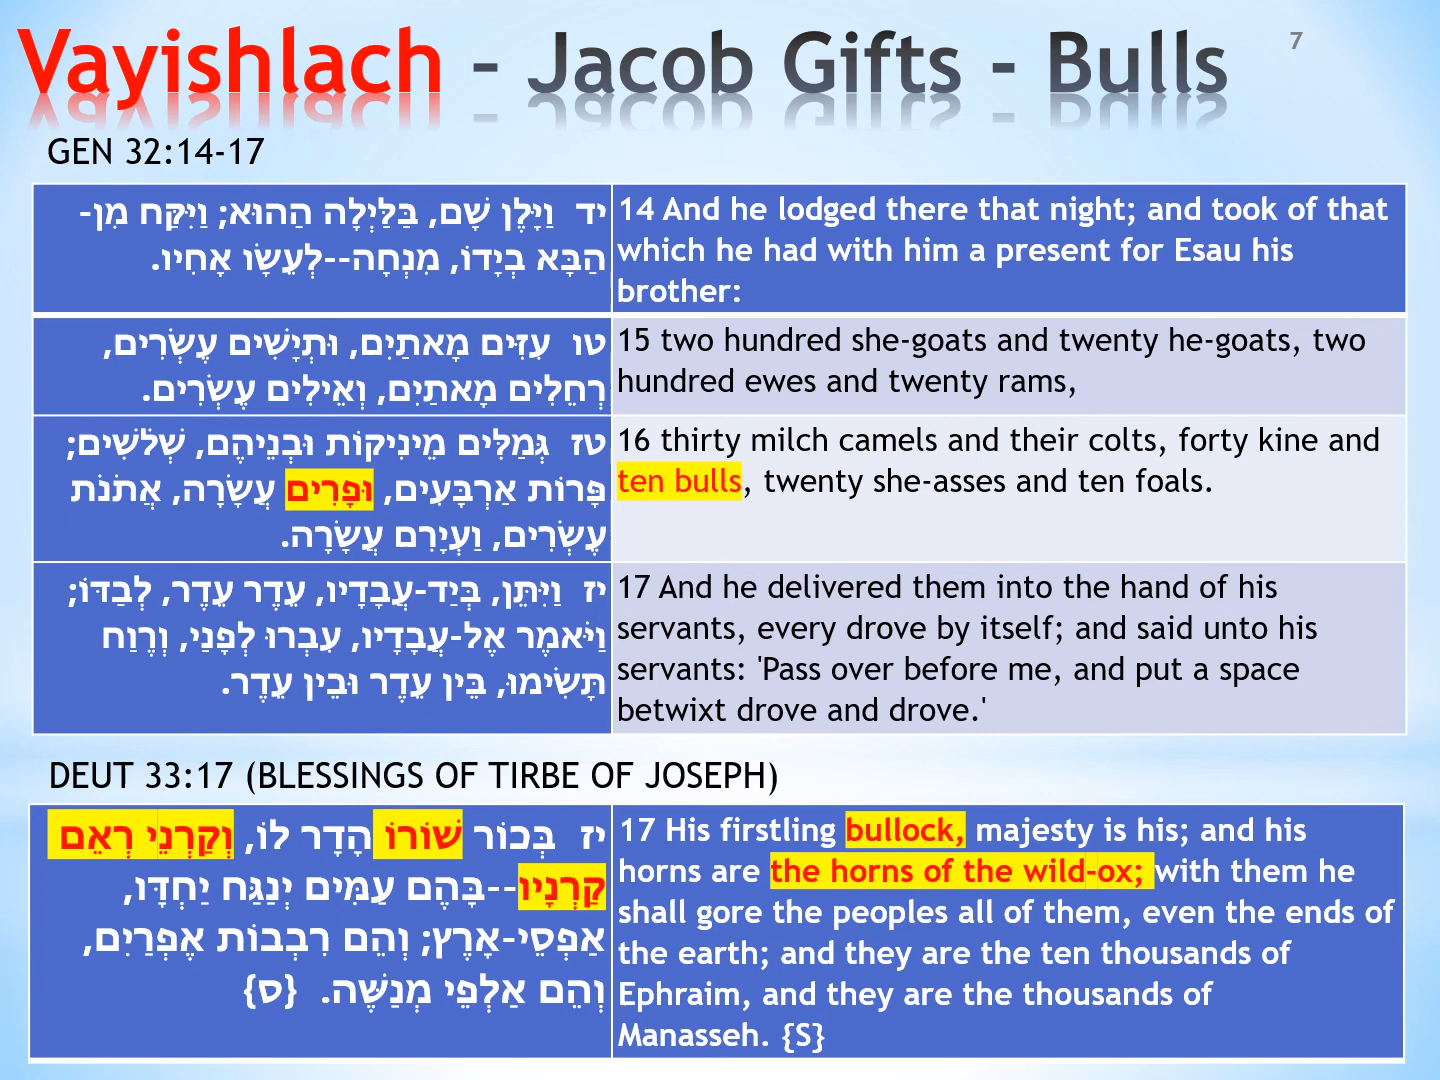 Vayishlach - Jacob Gifts - Bulls
7
GEN 32:14-17
יד  וַיָּלֶן שָׁם, בַּלַּיְלָה הַהוּא; וַיִּקַּח מִן-
הַבָּא בְיָדוֹ, מִנְחָה--לְעֵשָׂו אָחִיו.
14 And he lodged there that night; and took of that
which he had with him a present for Esau his
brother:
טו  עִזִּים מָאתַיִם, וּתְיָשִׁים עֶשְׂרִים,
רְחֵלִים מָאתַיִם, וְאֵילִים עֶשְׂרִים.
15 two hundred she-goats and twenty he-goats, two
hundred ewes and twenty rams,
טז  גְּמַלִּים מֵינִיקוֹת וּבְנֵיהֶם, שְׁלֹשִׁים;
פָּרוֹת אַרְבָּעִים, וּפָרִים עֲשָׂרָה, אֲתֹנֹת
עֶשְׂרִים, וַעְיָרִם עֲשָׂרָה.
16 thirty milch camels and their colts, forty kine and
ten bulls, twenty she-asses and ten foals.
יז  וַיִּתֵּן, בְּיַד-עֲבָדָיו, עֵדֶר עֵדֶר, לְבַדּוֹ;
וַיֹּאמֶר אֶל-עֲבָדָיו, עִבְרוּ לְפָנַי, וְרֶוַח
תָּשִׂימוּ, בֵּין עֵדֶר וּבֵין עֵדֶר.
17 And he delivered them into the hand of his
servants, every drove by itself; and said unto his
servants: 'Pass over before me, and put a space
betwixt drove and drove.'
DEUT 33:17 (BLESSINGS OF TIRBE OF JOSEPH)
יז  בְּכוֹר שׁוֹרוֹ הָדָר לוֹ, וְקַרְנֵי רְאֵם
קַרְנָיו--בָּהֶם עַמִּים יְנַגַּח יַחְדָּו,
אַפְסֵי-אָרֶץ; וְהֵם רִבְבוֹת אֶפְרַיִם,
וְהֵם אַלְפֵי מְנַשֶּׁה.  {ס}
17 His firstling bullock, majesty is his; and his
horns are the horns of the wild-ox; with them he
shall gore the peoples all of them, even the ends of
the earth; and they are the ten thousands of
Ephraim, and they are the thousands of
Manasseh. {S}